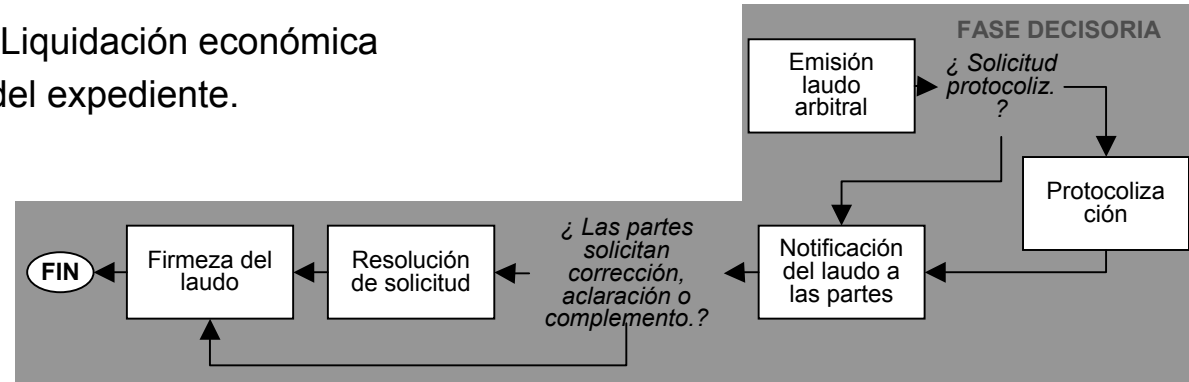 Liquidación económica
del expediente.
FASE DECISORIA
Emisión
laudo
arbitral
¿ Solicitud
protocoliz.
?
Protocoliza
ción
Notificación
del laudo a
las partes
¿ Las partes
solicitan
corrección,
aclaración o
complemento.?
Resolución
de solicitud
Firmeza del
laudo
FIN